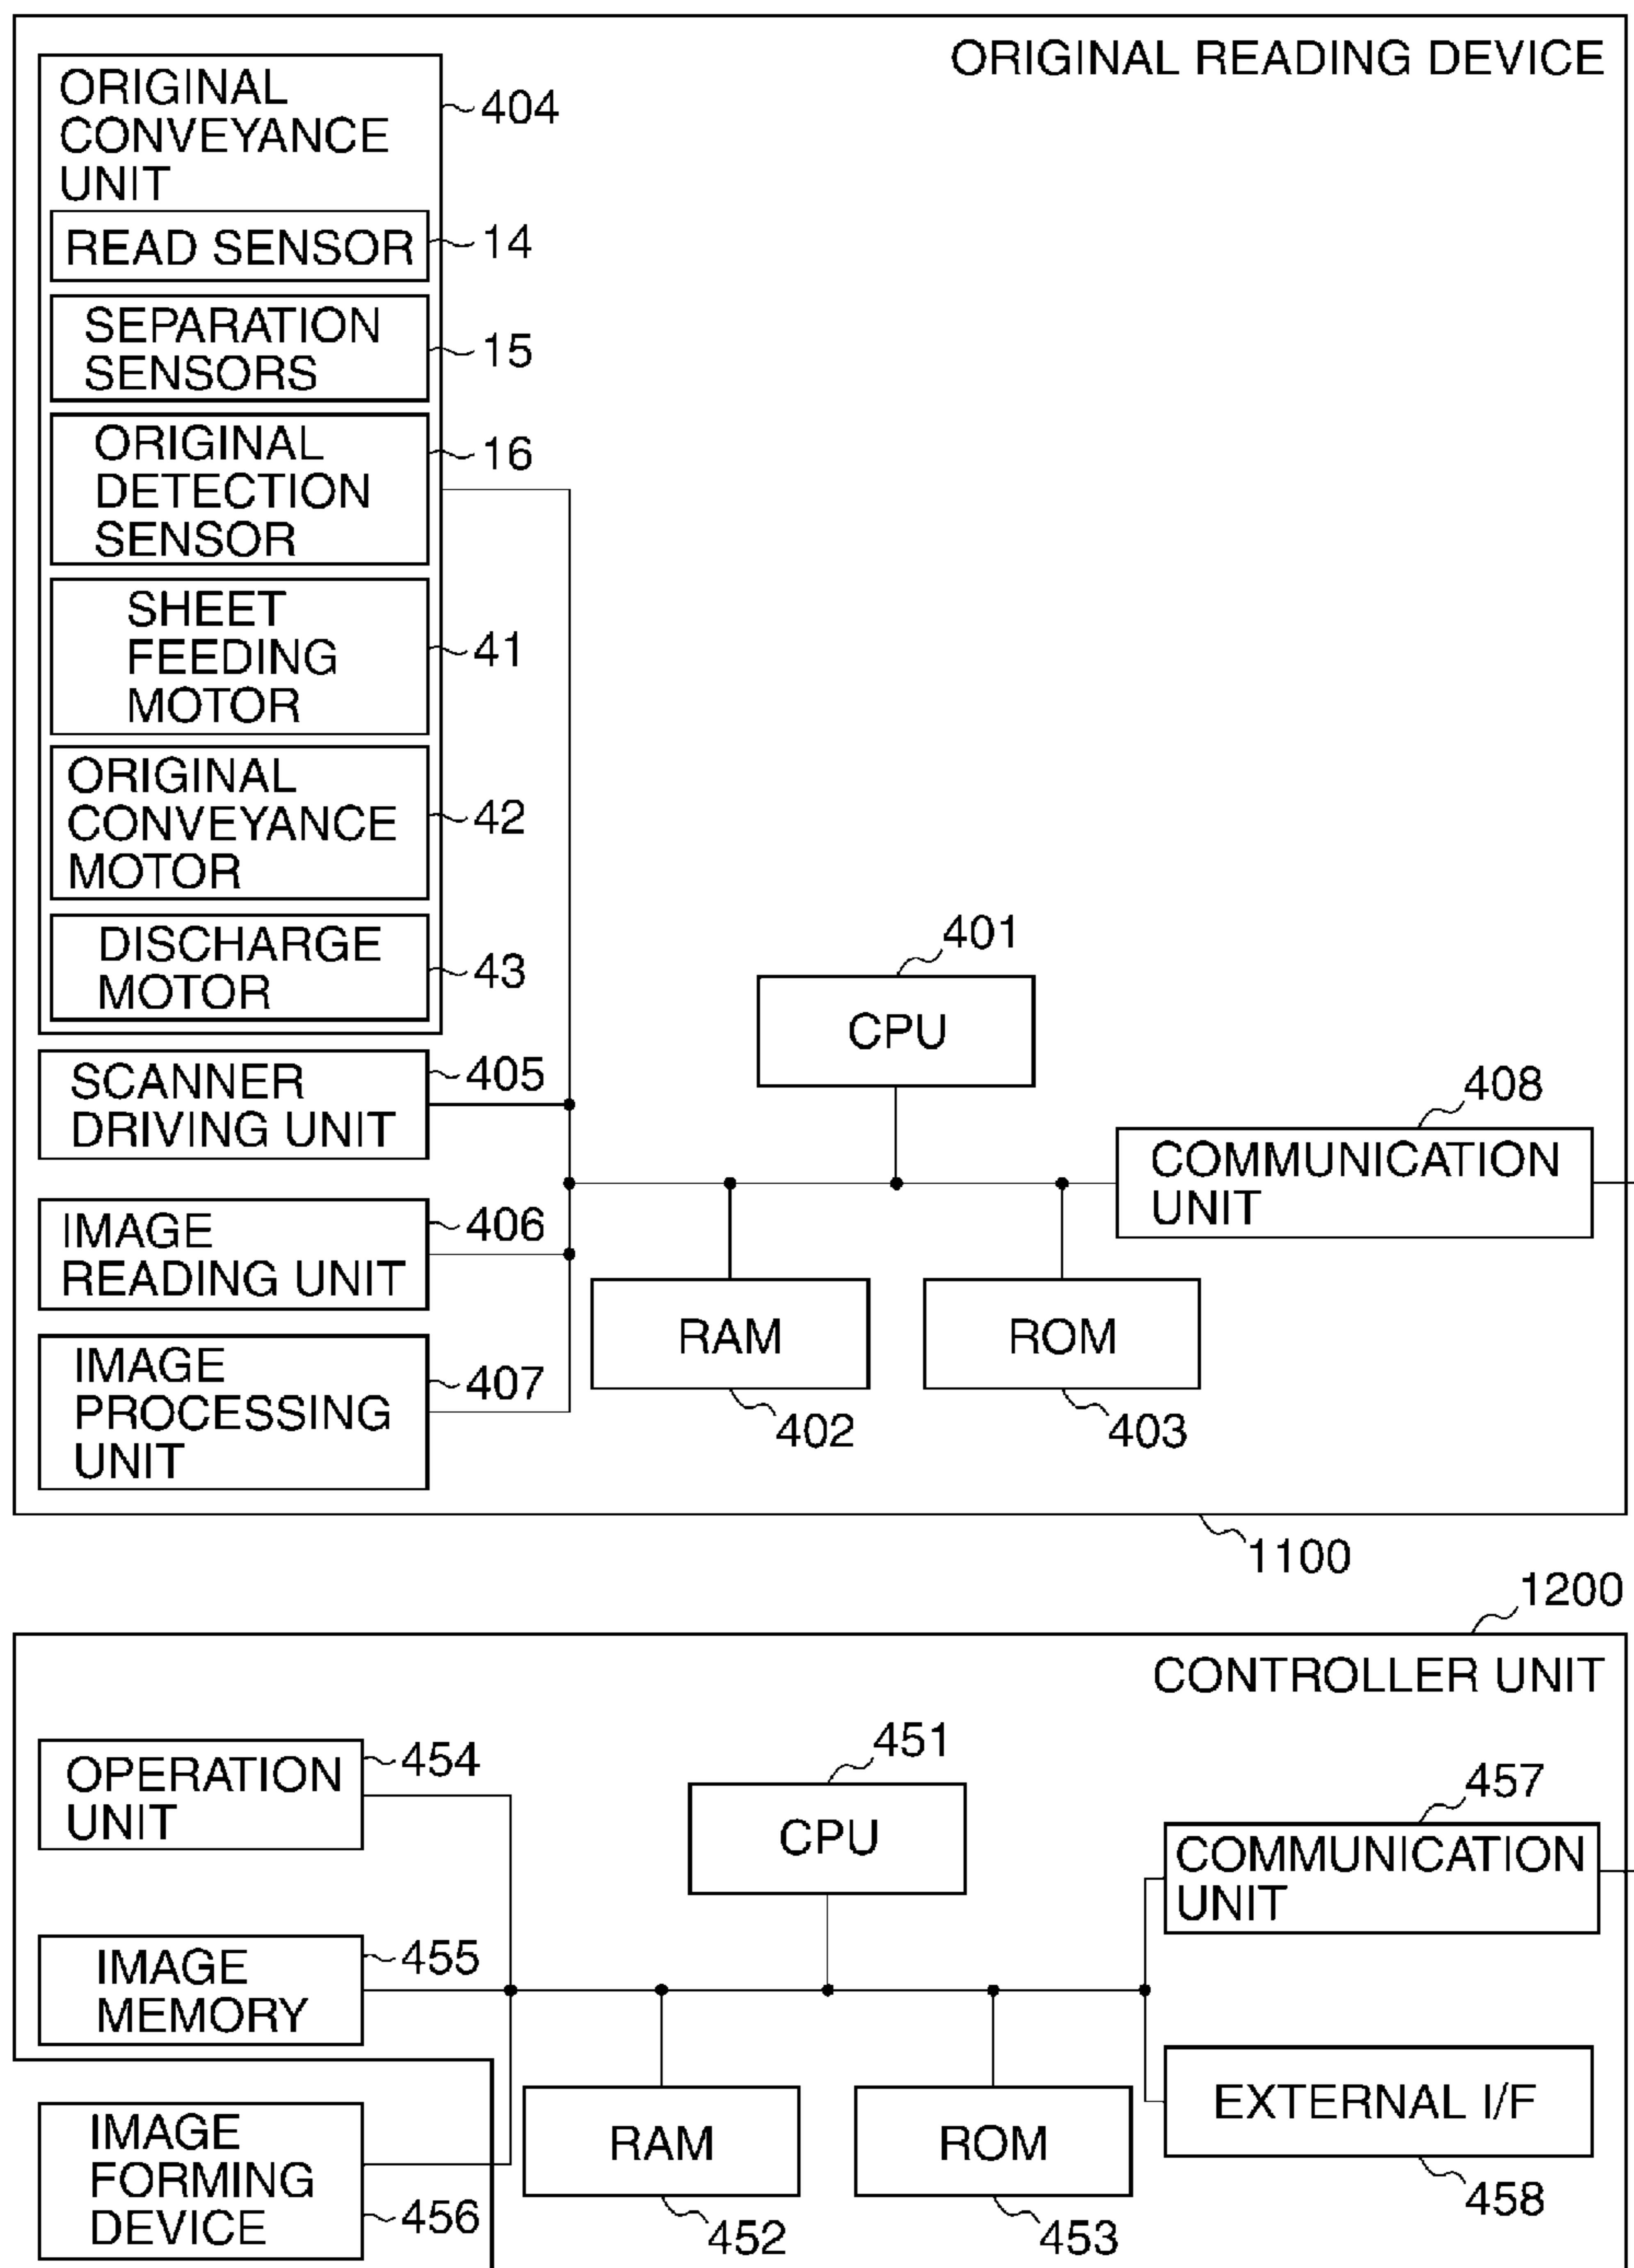 ORIGINAL READING DEVICE
ORIGINAL
CONVEYANCE
UNIT
404
READ SENSOR
14
SEPARATION
SENSORS
15
ORIGINAL
DETECTION
SENSOR
16
SHEET
FEEDING
MOTOR
41
ORIGINAL
CONVEYANCE
MOTOR
42
DISCHARGE
MOTOR
43
SCANNER
DRIVING UNIT
405
IMAGE
READING UNIT
406
IMAGE
PROCESSING
UNIT
407
401
CPU
408
COMMUNICATION
UNIT
RAM
402
ROM
403
1100
1200
CONTROLLER UNIT
OPERATION
UNIT
454
451
CPU
457
COMMUNICATION
UNIT
IMAGE
MEMORY
455
IMAGE
FORMING
DEVICE
456
RAM
452
ROM
453
EXTERNAL I/F
458